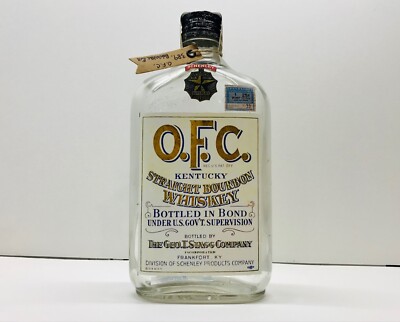 O.F.C.
KENTUCKY
STRAIGHT BOURBON
WHISKEY
BOTTLED IN BOND
UNDER U.S. GOV'T. SUPERVISION
BOTTLED BY
THE GEO. T. STAGG COMPANY
INCORPORATED
FRANKFORT, KY.
DIVISION OF SCHENLEY PRODUCTS COMPANY